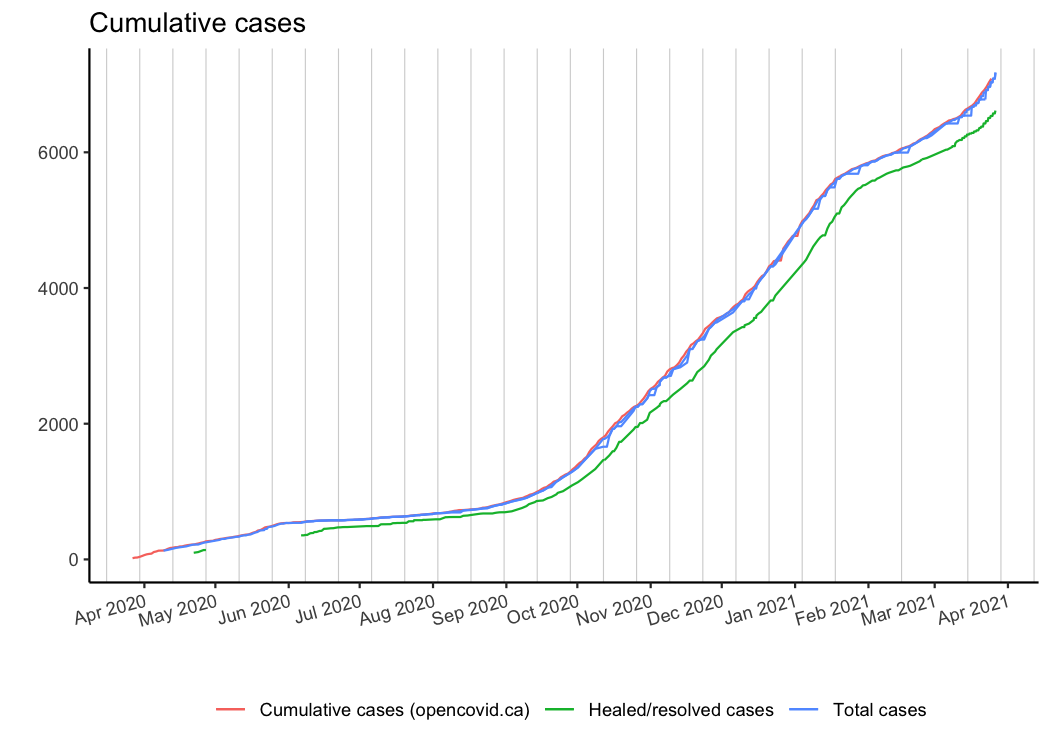 Cumulative cases
6000
4000
2000
0
Apr 2020 May 2020 Jun 2020 Jul 2020 Aug 2020 Sep 2020 Oct 2020 Nov 2020 Dec 2020 Jan 2021 Feb 2021 Mar 2021 Apr 2021
Cumulative cases (opencovid.ca) Healed/resolved cases Total cases